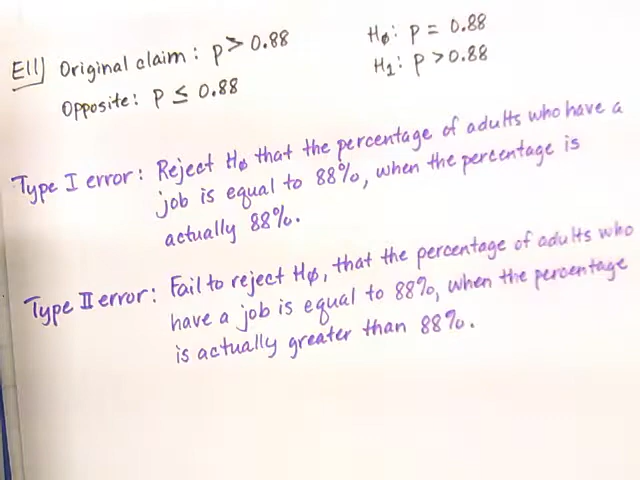 E11) Original claim: p > 0.88
Opposite: p ≤ 0.88
Hø: p = 0.88
H₁: p > 0.88
Type I error: Reject Hø that the percentage of adults who have a
job is equal to 88%, when the percentage is
actually 88%.
Type II error: Fail to reject Hø, that the percentage of adults who
have a job is equal to 88%, when the percentage
is actually greater than 88%.